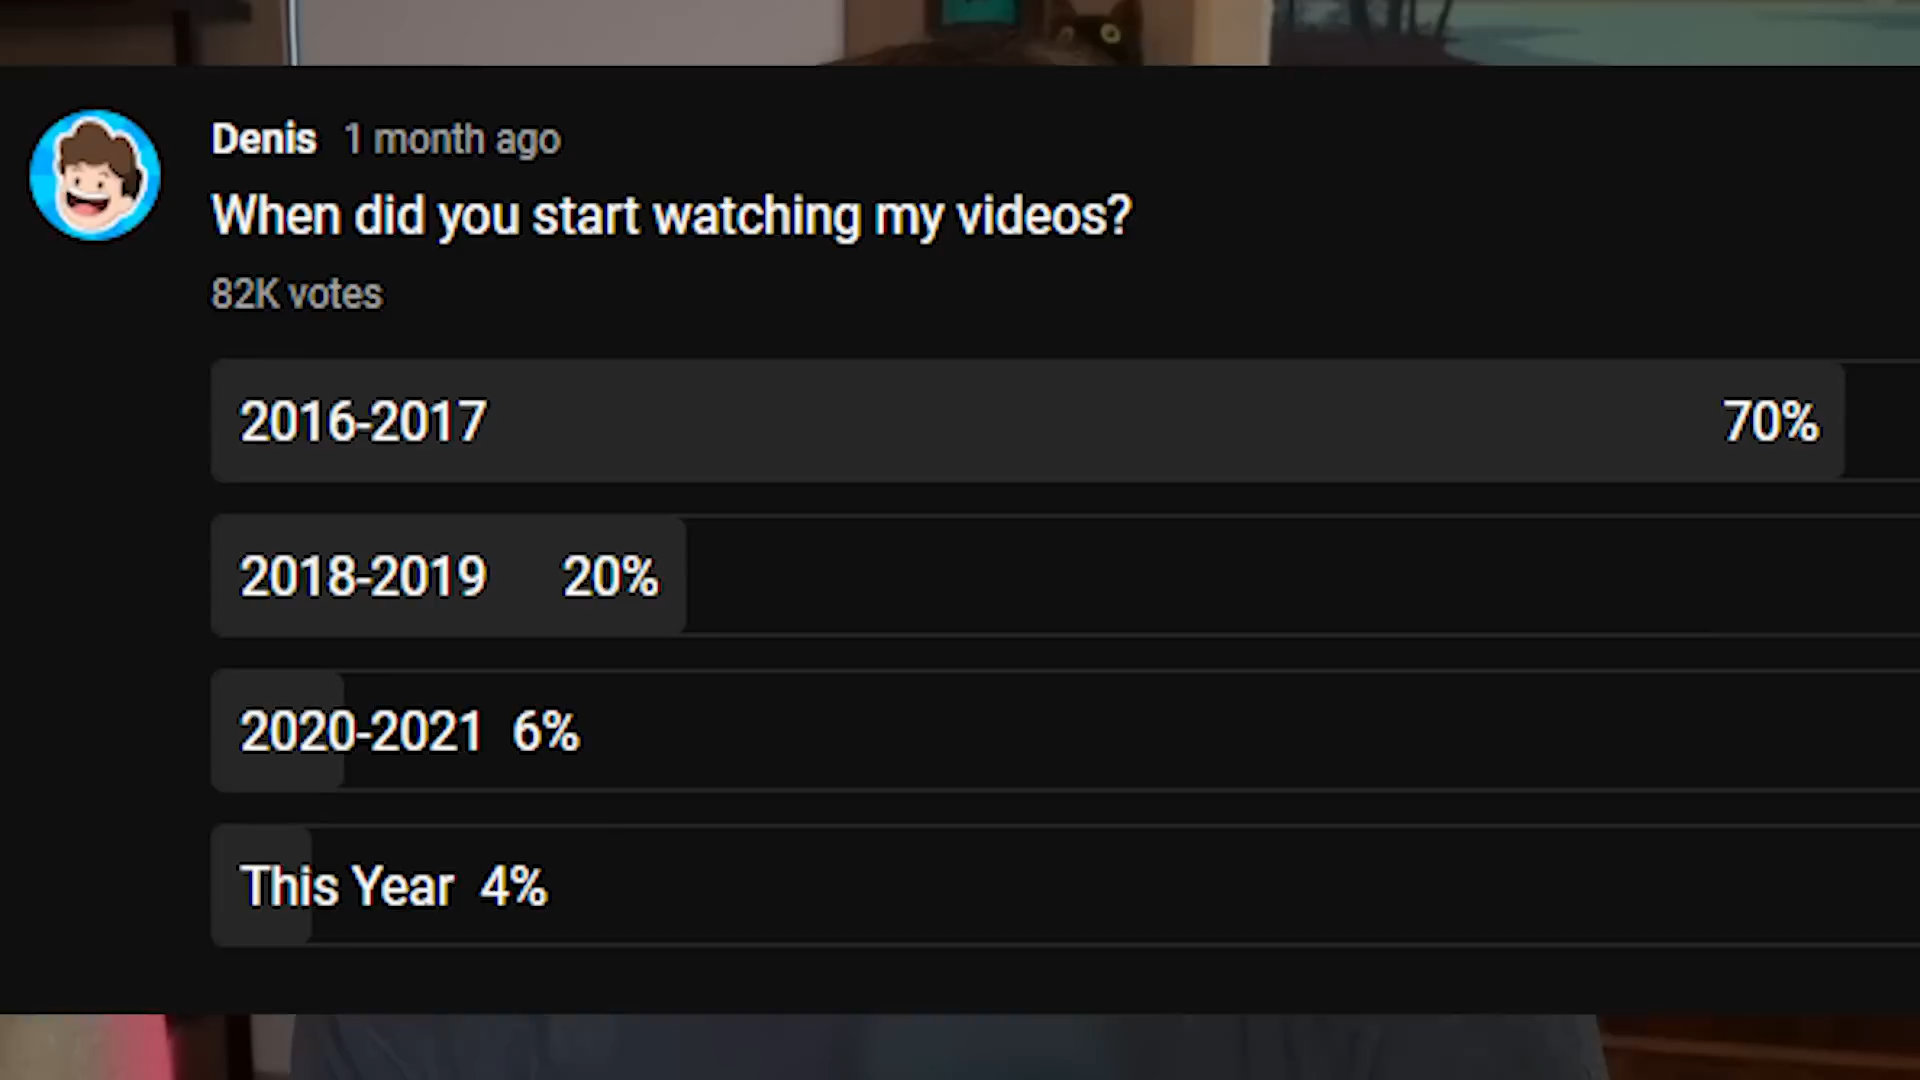 Denis 1 month ago
When did you start watching my videos?
82K votes
2016-2017 70%
2018-2019 20%
2020-2021 6%
This Year 4%